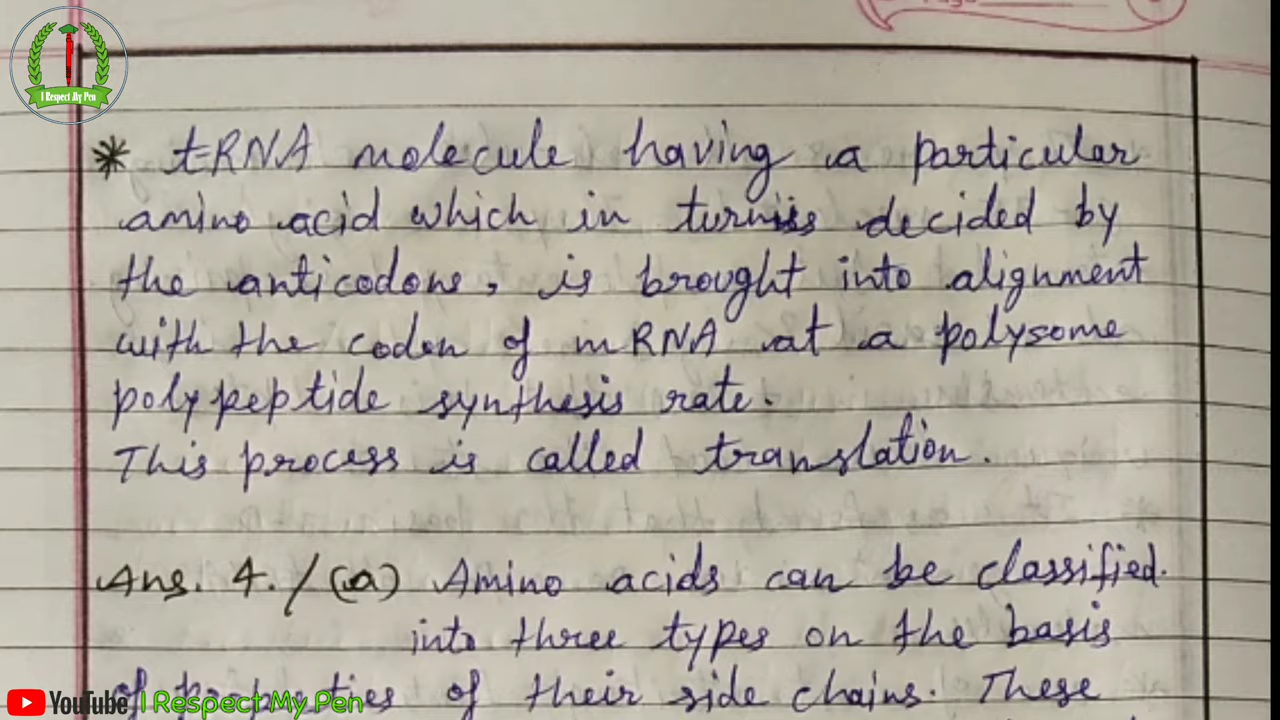 I Respect My Pen
* tRNA molecule having a particular
amino acid which in turn is decided by
the anticodons, is brought into alignment
with the codon of mRNA at a polysome
polypeptide synthesis rate.
This process is called translation.
Ans. 4./(a) Amino acids can be classified.
into three types on the basis
of properties of their side chains. These
YouTube I Respect My Pen